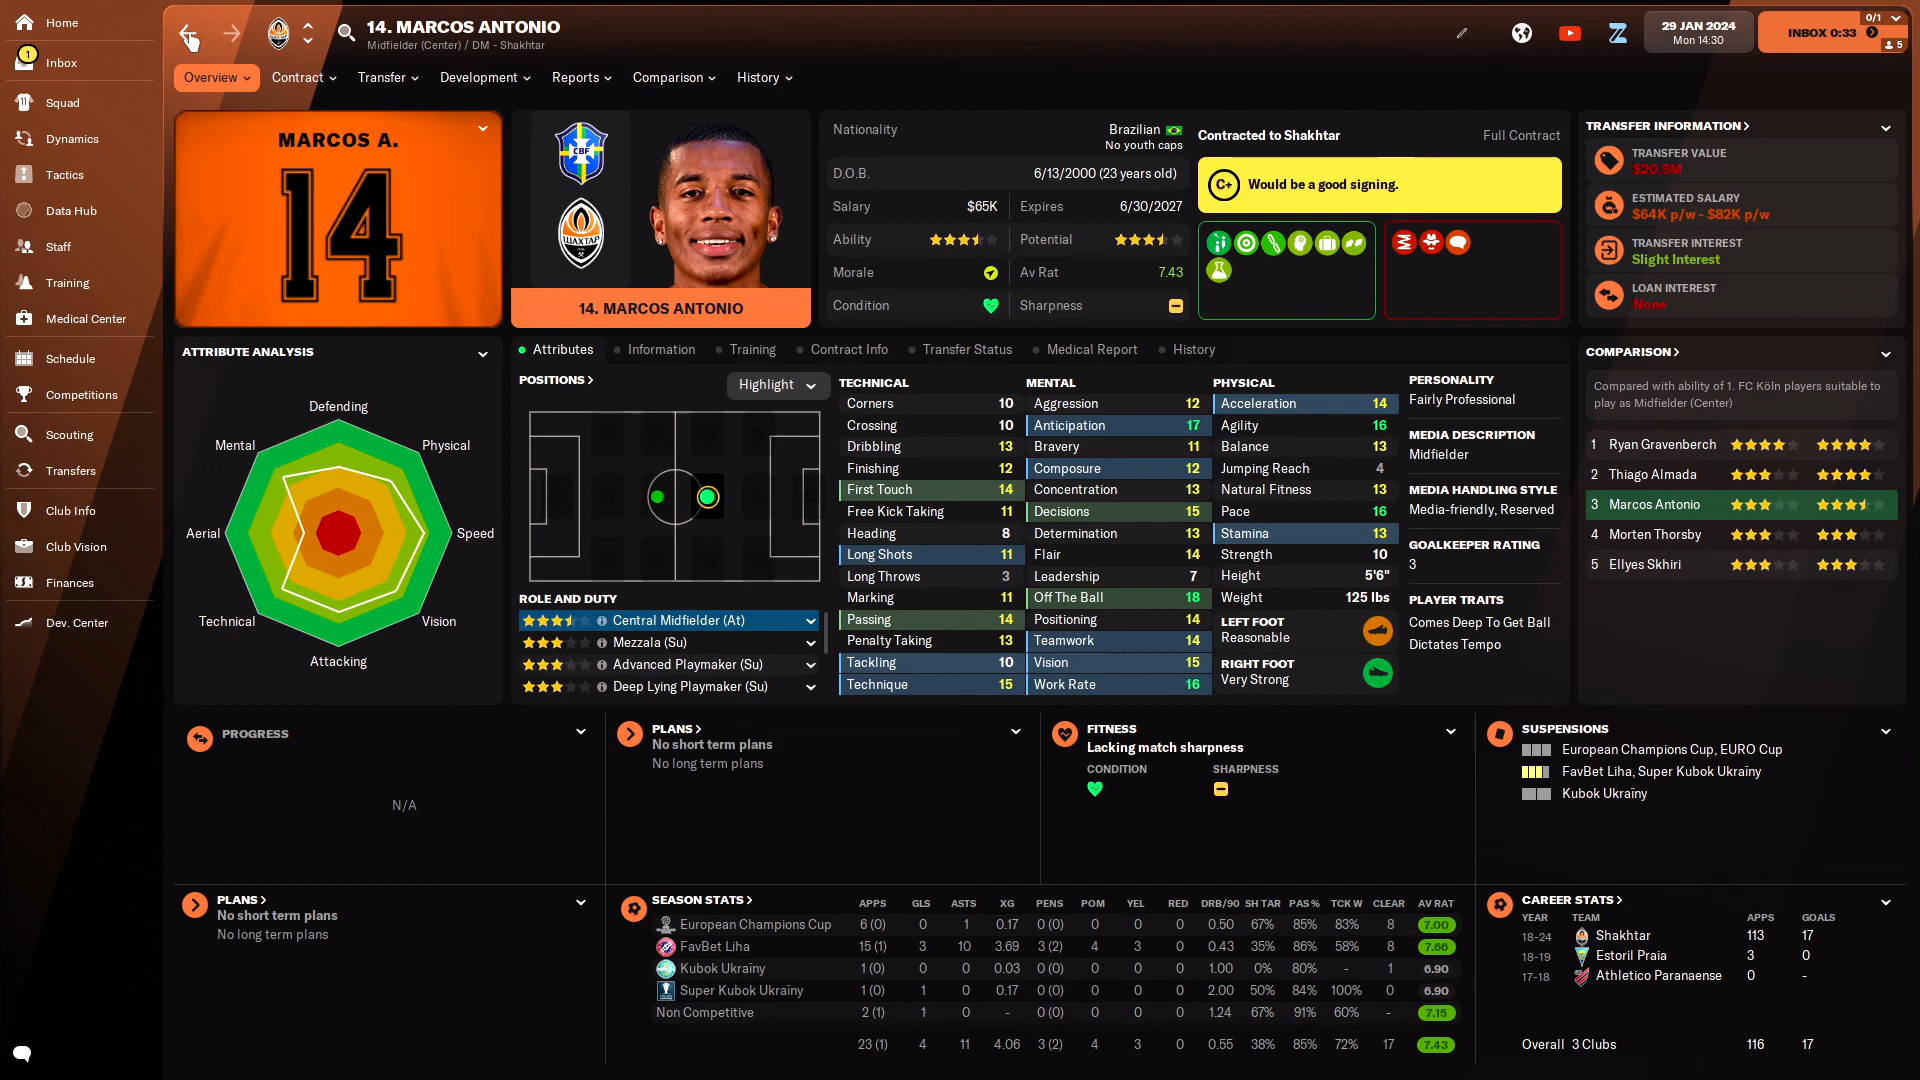 Home
1
Inbox
Squad
Dynamics
Tactics
Data Hub
Staff
Training
Medical Center
Schedule
Competitions
Scouting
Transfers
Club Info
Club Vision
Finances
Dev. Center
14. MARCOS ANTONIO
Midfielder (Center) / DM - Shakhtar
29 JAN 2024
Mon 14:30
0/1
INBOX 0:33
5
Overview
Contract
Transfer
Development
Reports
Comparison
History
MARCOS A.
14
CBF
ШАХТАР
14. MARCOS ANTONIO
Nationality
Brazilian
No youth caps
D.O.B.
6/13/2000 (23 years old)
Salary $65K
Expires 6/30/2027
Ability
Potential
Morale
Av Rat 7.43
Condition
Sharpness
Contracted to Shakhtar
Full Contract
C+ Would be a good signing.
TRANSFER INFORMATION >
TRANSFER VALUE
$20.5M
ESTIMATED SALARY
$64K p/w - $82K p/w
TRANSFER INTEREST
Slight Interest
LOAN INTEREST
None
ATTRIBUTE ANALYSIS
Defending
Physical
Speed
Vision
Attacking
Technical
Aerial
Mental
Attributes
Information
Training
Contract Info
Transfer Status
Medical Report
History
POSITIONS >
Highlight
ROLE AND DUTY
Central Midfielder (At)
Mezzala (Su)
Advanced Playmaker (Su)
Deep Lying Playmaker (Su)
TECHNICAL
Corners 10
Crossing 10
Dribbling 13
Finishing 12
First Touch 14
Free Kick Taking 11
Heading 8
Long Shots 11
Long Throws 3
Marking 11
Passing 14
Penalty Taking 13
Tackling 10
Technique 15
MENTAL
Aggression 12
Anticipation 17
Bravery 11
Composure 12
Concentration 13
Decisions 15
Determination 13
Flair 14
Leadership 7
Off The Ball 18
Positioning 14
Teamwork 14
Vision 15
Work Rate 16
PHYSICAL
Acceleration 14
Agility 16
Balance 13
Jumping Reach 4
Natural Fitness 13
Pace 16
Stamina 13
Strength 10
Height 5'6"
Weight 125 lbs
LEFT FOOT
Reasonable
RIGHT FOOT
Very Strong
PERSONALITY
Fairly Professional
MEDIA DESCRIPTION
Midfielder
MEDIA HANDLING STYLE
Media-friendly, Reserved
GOALKEEPER RATING
3
PLAYER TRAITS
Comes Deep To Get Ball
Dictates Tempo
COMPARISON >
Compared with ability of 1. FC Köln players suitable to
play as Midfielder (Center)
1 Ryan Gravenberch
2 Thiago Almada
3 Marcos Antonio
4 Morten Thorsby
5 Ellyes Skhiri
PROGRESS
N/A
PLANS >
No short term plans
No long term plans
FITNESS
Lacking match sharpness
CONDITION
SHARPNESS
SUSPENSIONS
European Champions Cup, EURO Cup
FavBet Liha, Super Kubok Ukraïny
Kubok Ukraïny
PLANS >
No short term plans
No long term plans
SEASON STATS > APPS GLS ASTS XG PENS POM YEL RED DRB/90 SH TAR PAS % TCK W CLEAR AV RAT
European Champions Cup 6 (0) 0 1 0.17 0 (0) 0 0 0 0.50 67% 85% 83% 8 7.00
FavBet Liha 15 (1) 3 10 3.69 3 (2) 4 3 0 0.43 35% 86% 58% 8 7.66
Kubok Ukraïny 1 (0) 0 0 0.03 0 (0) 0 0 0 1.00 0% 80% - 1 6.90
Super Kubok Ukraïny 1 (0) 1 0 0.17 0 (0) 0 0 0 2.00 50% 84% 100% 0 6.90
Non Competitive 2 (1) 1 0 - 0 (0) 0 0 0 1.24 67% 91% 60% - 7.15
23 (1) 4 11 4.06 3 (2) 4 3 0 0.55 38% 85% 72% 17 7.43
CAREER STATS >
YEAR TEAM APPS GOALS
18-24 Shakhtar 113 17
18-19 Estoril Praia 3 0
17-18 Athletico Paranaense 0 -
Overall 3 Clubs 116 17